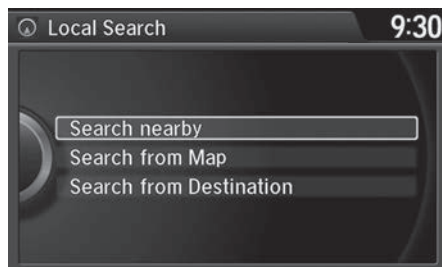 Local Search
9:30
Search nearby
Search from Map
Search from Destination